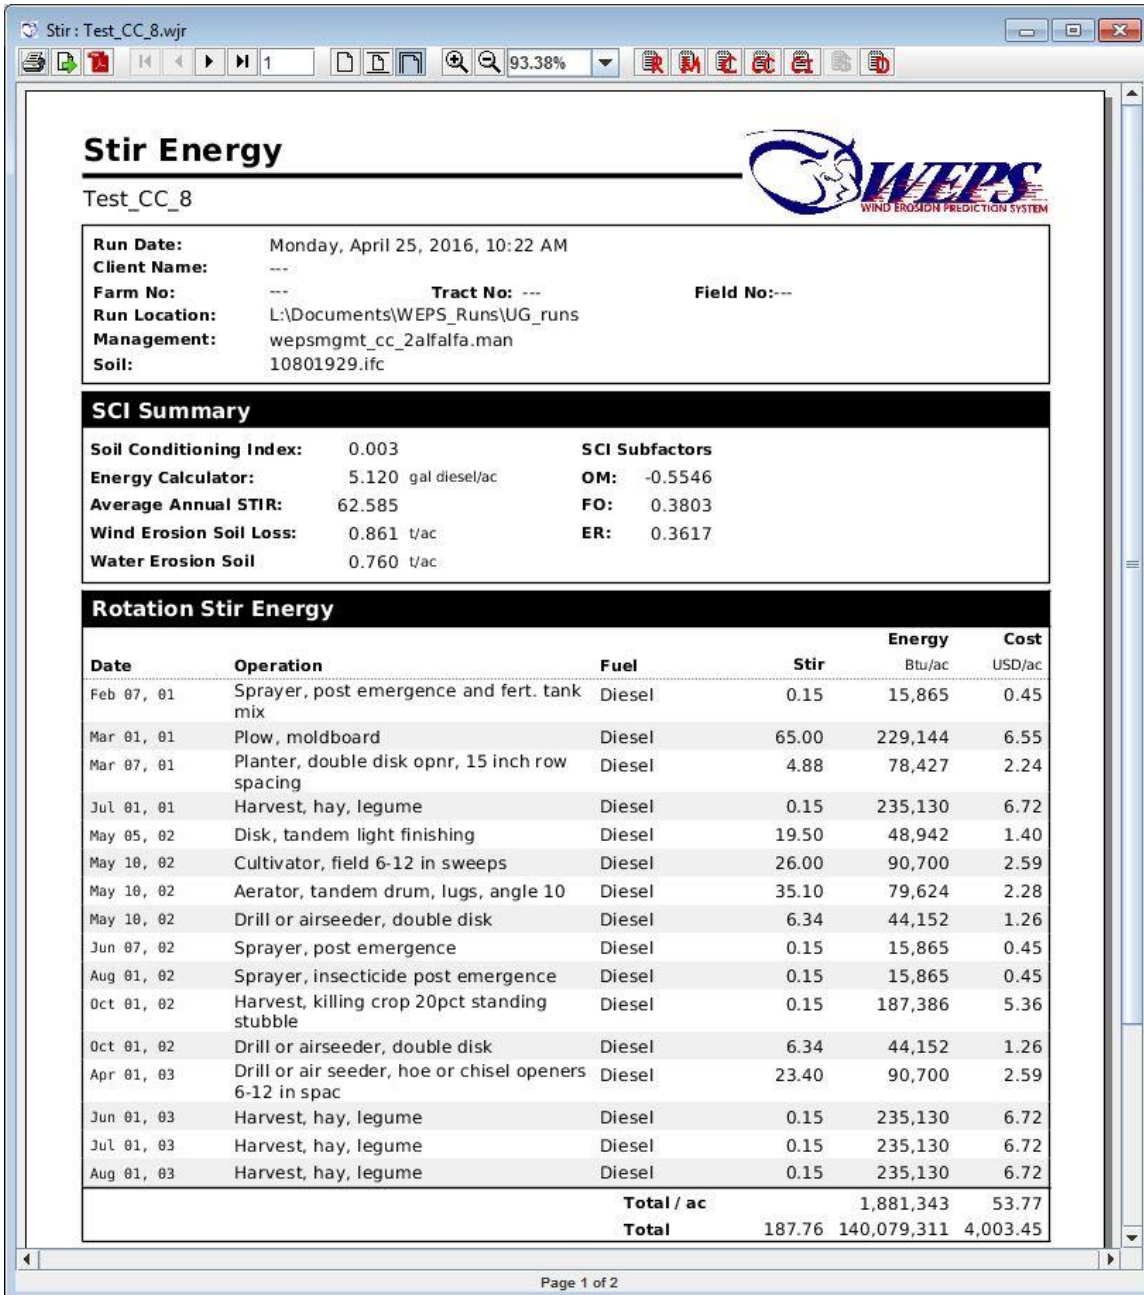 Stir : Test_CC_8.wjr
1
93.38%
Stir Energy
WEPS
WIND EROSION PREDICTION SYSTEM
Test_CC_8
Run Date: Monday, April 25, 2016, 10:22 AM
Client Name: ---
Farm No: --- Tract No: --- Field No:---
Run Location: L:\Documents\WEPS_Runs\UG_runs
Management: wepsmgmt_cc_2alfalfa.man
Soil: 10801929.ifc
SCI Summary
Soil Conditioning Index: 0.003 SCI Subfactors
Energy Calculator: 5.120 gal diesel/ac OM: -0.5546
Average Annual STIR: 62.585 FO: 0.3803
Wind Erosion Soil Loss: 0.861 t/ac ER: 0.3617
Water Erosion Soil 0.760 t/ac
Rotation Stir Energy
Energy Cost
Date Operation Fuel Stir Btu/ac USD/ac
Feb 07, 01 Sprayer, post emergence and fert. tank Diesel 0.15 15,865 0.45
mix
Mar 01, 01 Plow, moldboard Diesel 65.00 229,144 6.55
Mar 07, 01 Planter, double disk opnr, 15 inch row Diesel 4.88 78,427 2.24
spacing
Jul 01, 01 Harvest, hay, legume Diesel 0.15 235,130 6.72
May 05, 02 Disk, tandem light finishing Diesel 19.50 48,942 1.40
May 10, 02 Cultivator, field 6-12 in sweeps Diesel 26.00 90,700 2.59
May 10, 02 Aerator, tandem drum, lugs, angle 10 Diesel 35.10 79,624 2.28
May 10, 02 Drill or airseeder, double disk Diesel 6.34 44,152 1.26
Jun 07, 02 Sprayer, post emergence Diesel 0.15 15,865 0.45
Aug 01, 02 Sprayer, insecticide post emergence Diesel 0.15 15,865 0.45
Oct 01, 02 Harvest, killing crop 20pct standing Diesel 0.15 187,386 5.36
stubble
Oct 01, 02 Drill or airseeder, double disk Diesel 6.34 44,152 1.26
Apr 01, 03 Drill or air seeder, hoe or chisel openers Diesel 23.40 90,700 2.59
6-12 in spac
Jun 01, 03 Harvest, hay, legume Diesel 0.15 235,130 6.72
Jul 01, 03 Harvest, hay, legume Diesel 0.15 235,130 6.72
Aug 01, 03 Harvest, hay, legume Diesel 0.15 235,130 6.72
Total / ac 1,881,343 53.77
Total 187.76 140,079,311 4,003.45
Page 1 of 2